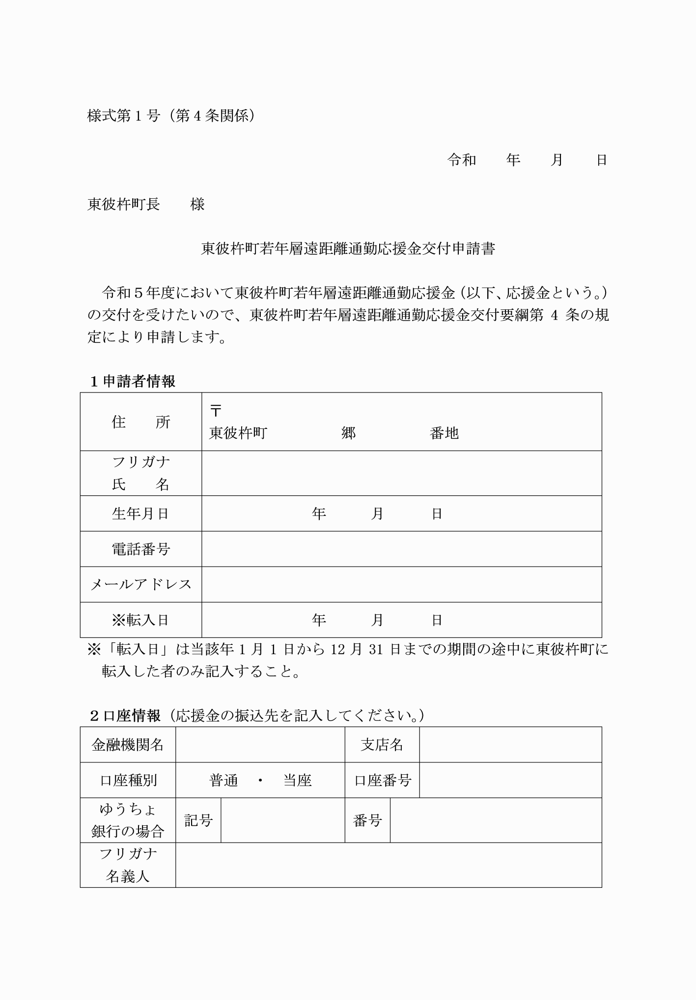 様式第１号（第４条関係）
令和　　年　　月　　日
東彼杵町長　　様
東彼杵町若年層遠距離通勤応援金交付申請書
令和５年度において東彼杵町若年層遠距離通勤応援金（以下、応援金という。）
の交付を受けたいので、東彼杵町若年層遠距離通勤応援金交付要綱第 4 条の規
定により申請します。
１申請者情報
住　　所
〒
東彼杵町　　　　　郷　　　　　番地
フリガナ
氏　　名
生年月日　年　　　月　　　日
電話番号
メールアドレス
※転入日　年　　　月　　　日
※「転入日」は当該年 1 月 1 日から 12 月 31 日までの期間の途中に東彼杵町に
転入した者のみ記入すること。
２口座情報（応援金の振込先を記入してください。）
金融機関名　支店名
口座種別　普通　・　当座　口座番号
ゆうちょ
銀行の場合　記号　番号
フリガナ
名義人